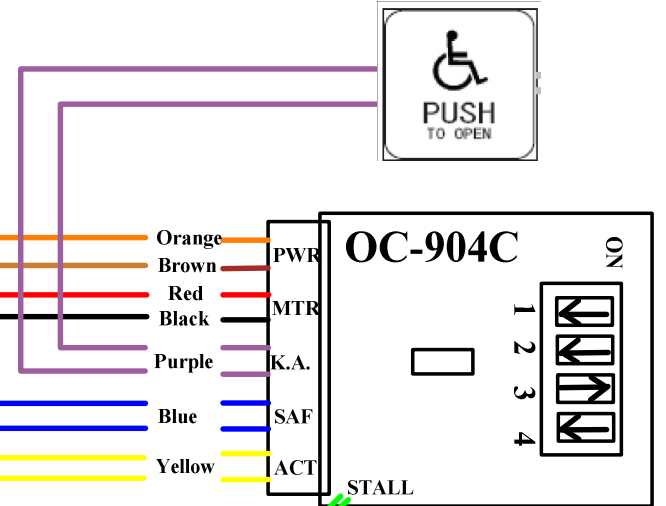 PUSH
TO OPEN
OC-904C
ON
Orange
PWR
Brown
Red
MTR
Black
1
2
3
4
Purple
K.A.
Blue
SAF
Yellow
ACT
STALL